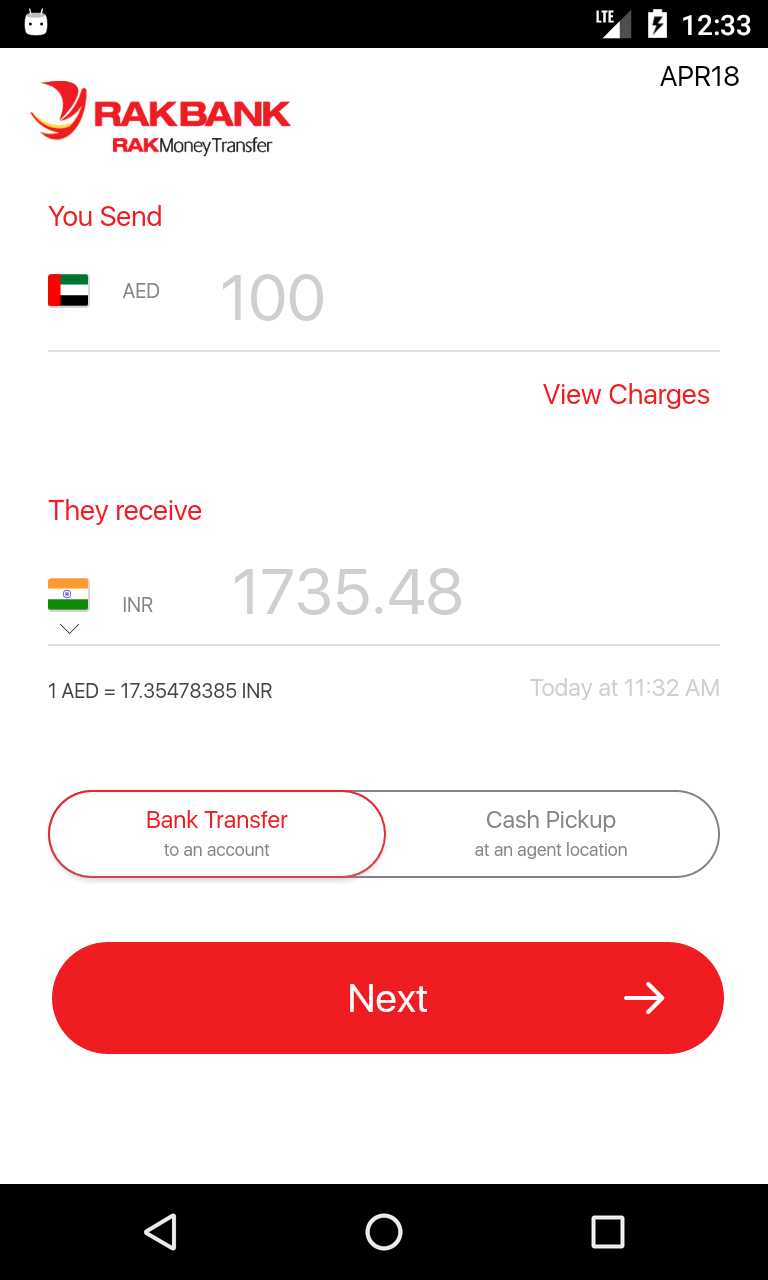 LTE 12:33
APR18
RAKBANK
RAKMoneyTransfer
You Send
AED 100
View Charges
They receive
INR 1735.48
1 AED = 17.35478385 INR Today at 11:32 AM
Bank Transfer Cash Pickup
to an account at an agent location
Next